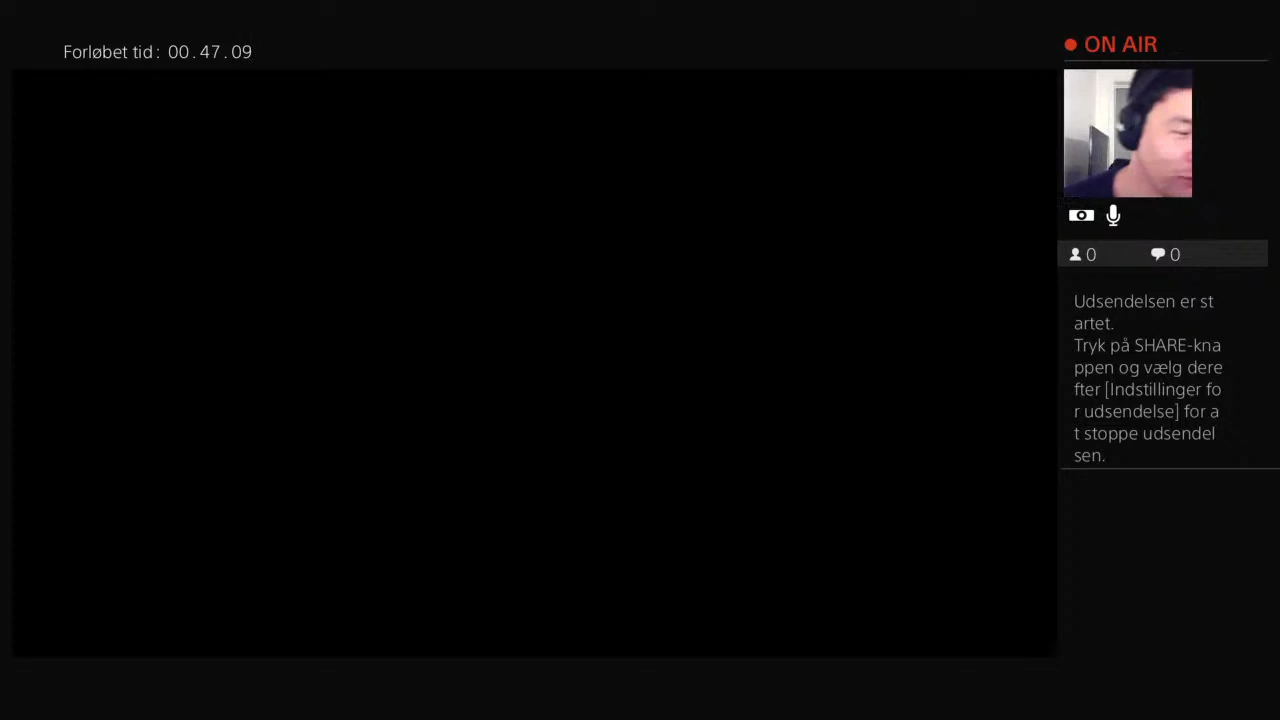 Forløbet tid: 00.47.09
ON AIR
0
0
Udsendelsen er st
artet.
Tryk på SHARE-kna
ppen og vælg dere
fter [Indstillinger fo
r udsendelse] for a
t stoppe udsendel
sen.